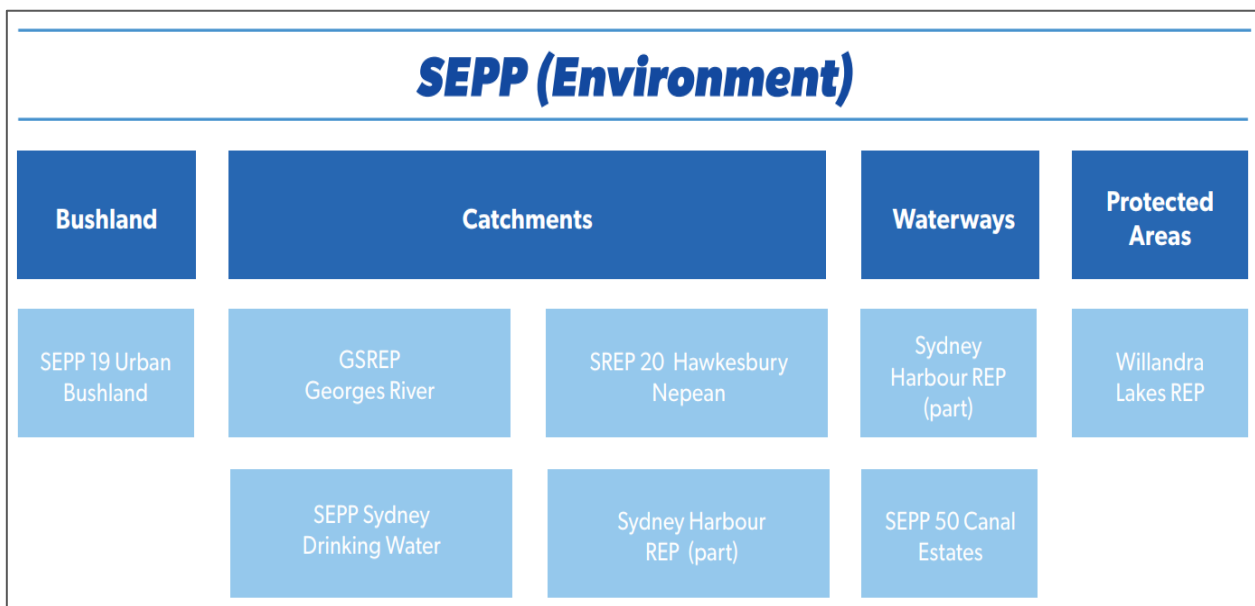 SEPP (Environment)
Bushland
Catchments
Waterways
Protected
Areas
SEPP 19 Urban
Bushland
GSREP
Georges River
SREP 20 Hawkesbury
Nepean
Sydney
Harbour REP
(part)
Willandra
Lakes REP
SEPP Sydney
Drinking Water
Sydney Harbour
REP (part)
SEPP 50 Canal
Estates